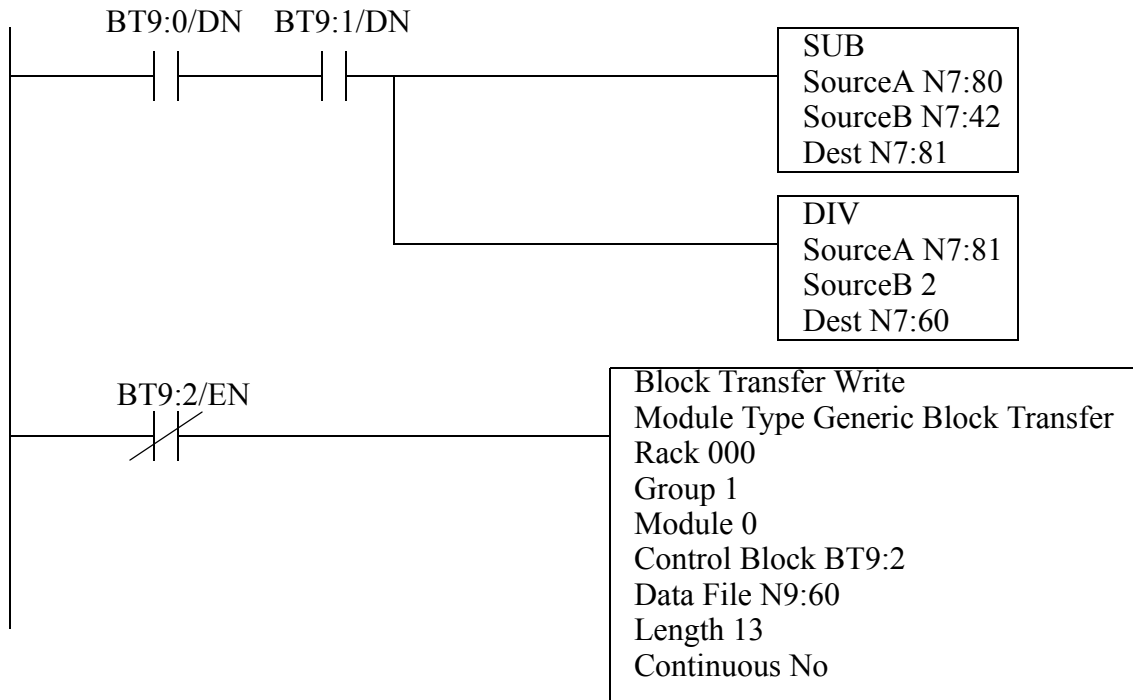 BT9:0/DN BT9:1/DN
SUB
SourceA N7:80
SourceB N7:42
Dest N7:81
DIV
SourceA N7:81
SourceB 2
Dest N7:60
BT9:2/EN
Block Transfer Write
Module Type Generic Block Transfer
Rack 000
Group 1
Module 0
Control Block BT9:2
Data File N9:60
Length 13
Continuous No